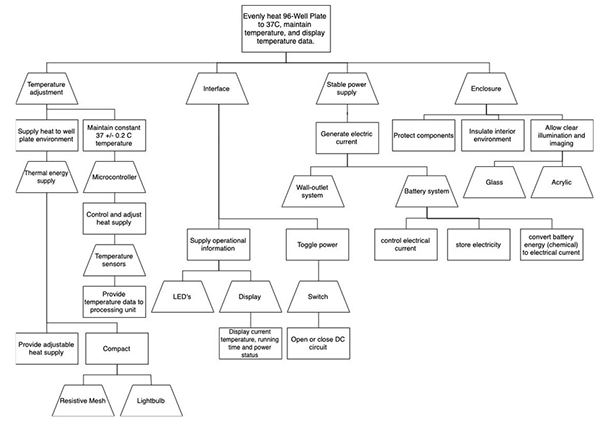 Evenly heat 96-Well Plate
to 37C, maintain
temperature, and display
temperature data.
Temperature
adjustment
Interface
Stable power
supply
Enclosure
Supply heat to well
plate environment
Maintain constant
37 +/- 0.2 C
temperature
Generate electric
current
Protect components
Insulate interior
environment
Allow clear
illumination and
imaging
Thermal energy
supply
Microcontroller
Wall-outlet
system
Battery system
Glass
Acrylic
Control and adjust
heat supply
Supply operational
information
Toggle power
control electrical
current
store electricity
convert battery
energy (chemical)
to electrical current
Temperature
sensors
LED's
Display
Switch
Provide
temperature data to
processing unit
Display current
temperature, running
time and power
status
Open or close DC
circuit
Provide adjustable
heat supply
Compact
Resistive Mesh
Lightbulb